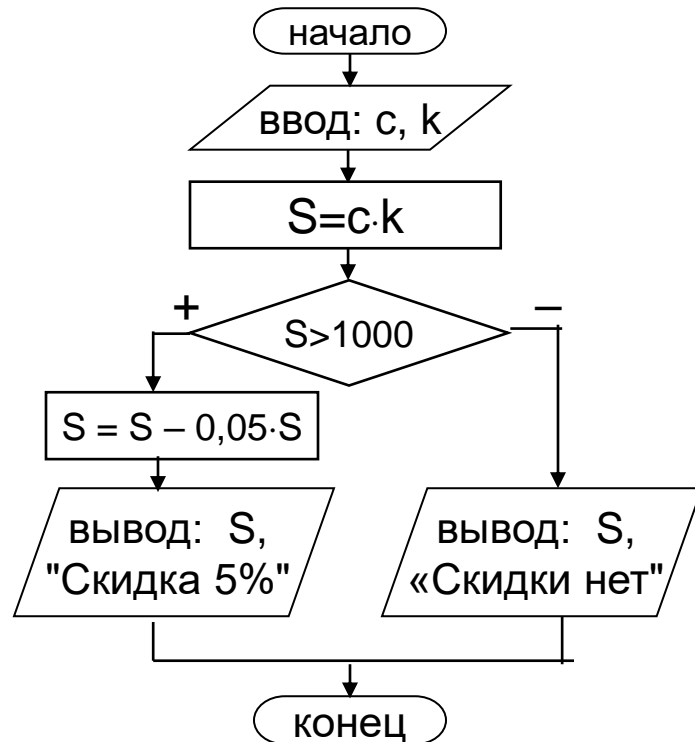 начало
ввод: c, k
S=c·k
+
–
S>1000
S = S – 0,05·S
вывод: S,
"Скидка 5%"
вывод: S,
«Скидки нет"
конец